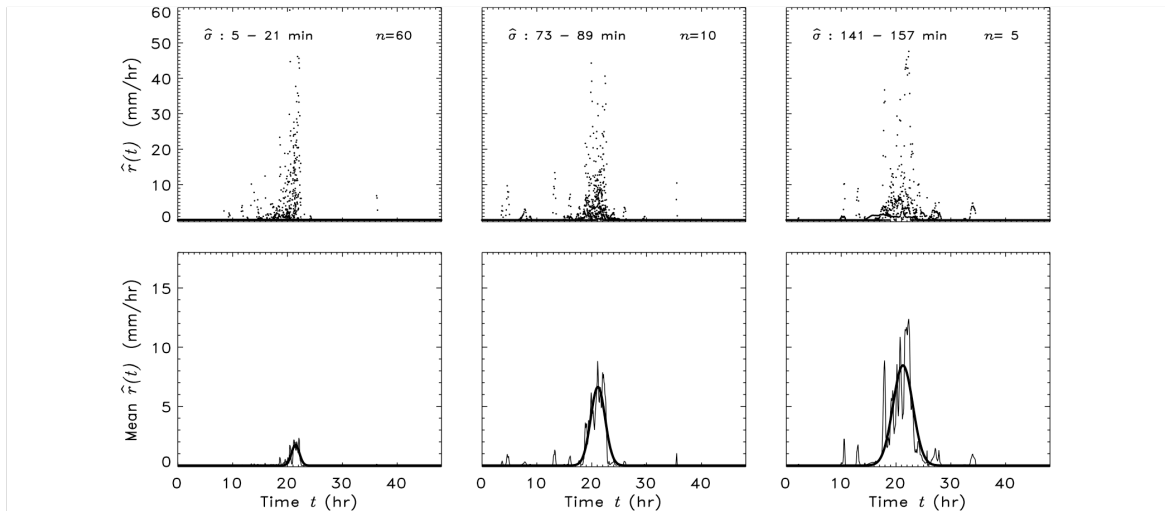 60
50
40
30
20
10
0
r̂(t) (mm/hr)
σ̂ : 5 – 21 min n=60
σ̂ : 73 – 89 min n=10
σ̂ : 141 – 157 min n= 5
15
10
5
0
Mean r̂(t) (mm/hr)
0 10 20 30 40
Time t (hr)
0 10 20 30 40
Time t (hr)
0 10 20 30 40
Time t (hr)